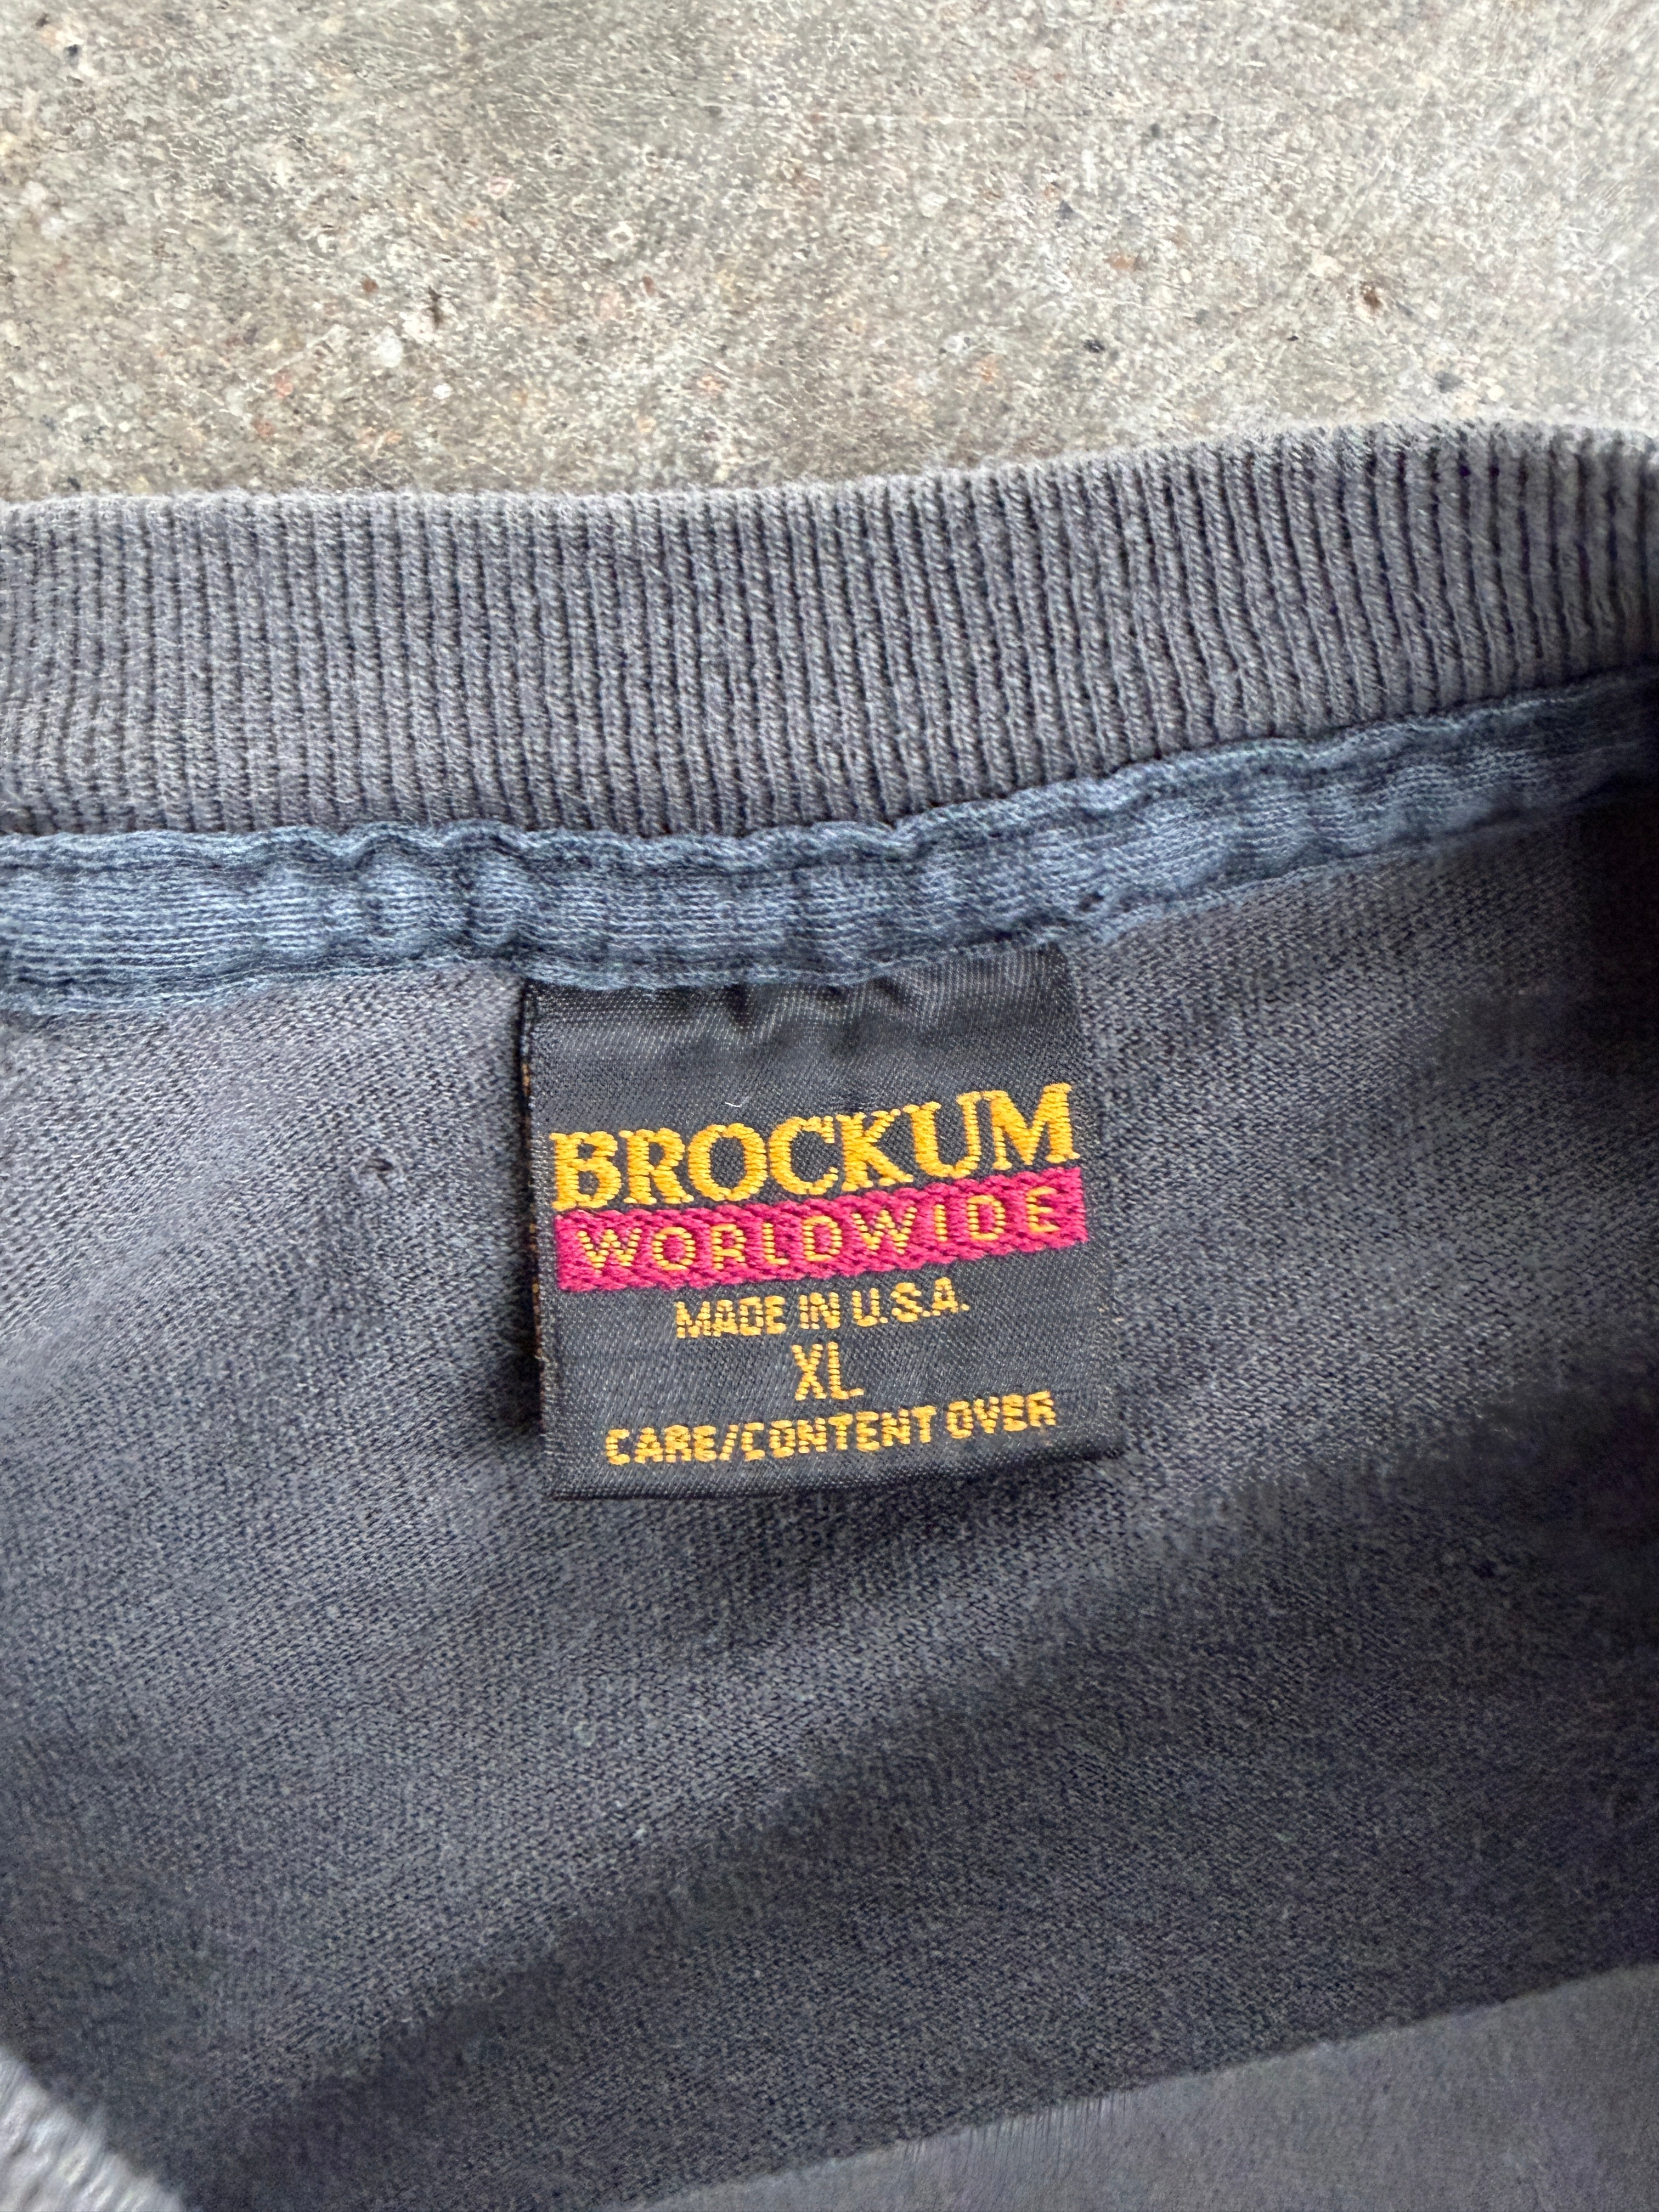 BROCKUM
WORLDWIDE
MADE IN U.S.A.
XL
CARE/CONTENT OVER